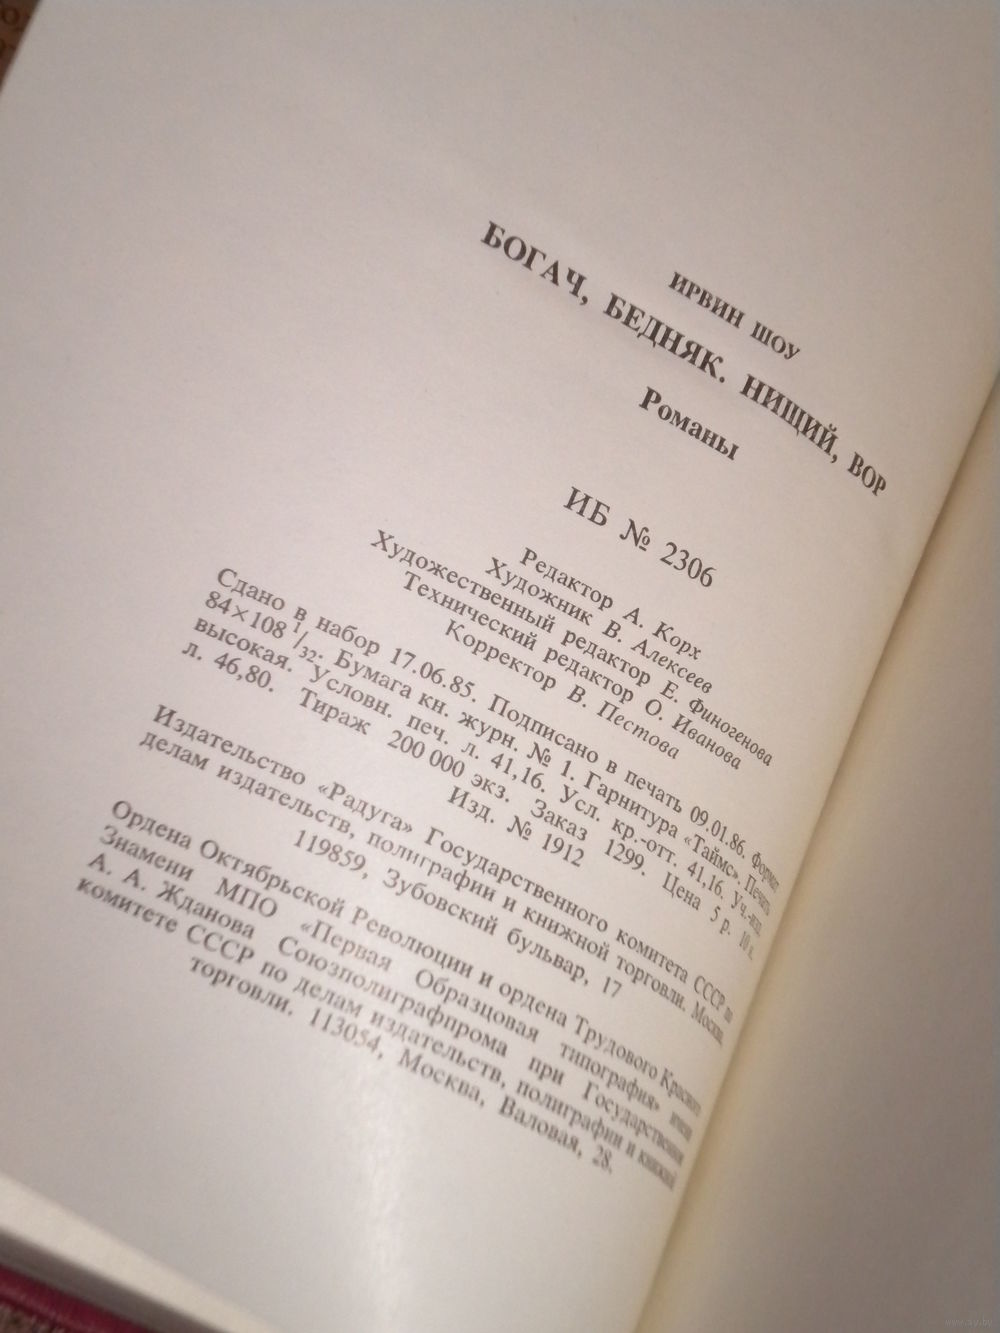 ИРВИН ШОУ
БОГАЧ, БЕДНЯК. НИЩИЙ, ВОР
Романы
ИБ № 2306
Редактор А. Корх
Художник В. Алексеев
Художественный редактор Е. Финогенова
Технический редактор О. Иванова
Корректор В. Пестова
Сдано в набор 17.06.85. Подписано в печать 09.01.86. Формат
84×108 1/32. Бумага кн. журн. № 1. Гарнитура «Таймс». Печать
высокая. Условн. печ. л. 41,16. Усл. кр.-отт. 41,16. Уч.-изд.
л. 46,80. Тираж 200 000 экз. Заказ 1299. Цена 5 р. 10 к.
Изд. № 1912
Издательство «Радуга» Государственного комитета СССР по
делам издательств, полиграфии и книжной торговли. Москва,
119859, Зубовский бульвар, 17
Ордена Октябрьской Революции и ордена Трудового Красного
Знамени МПО «Первая Образцовая типография» имени
А. А. Жданова Союзполиграфпрома при Государственном
комитете СССР по делам издательств, полиграфии и книжной
торговли. 113054, Москва, Валовая, 28.
www.ay.by